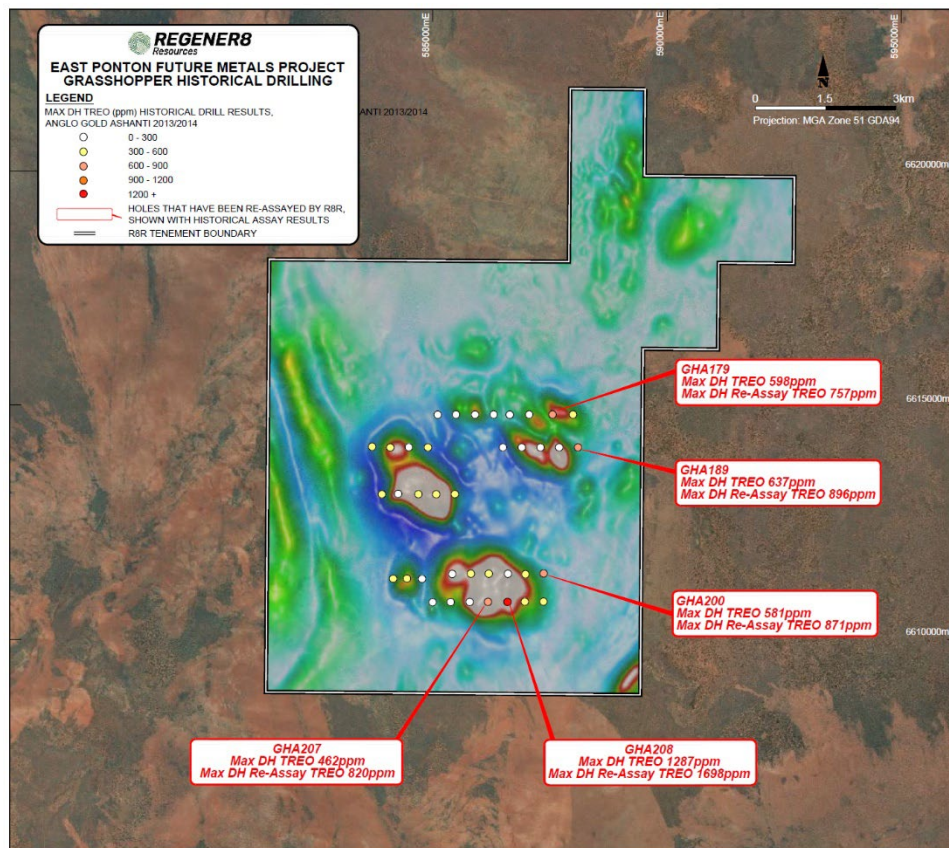 585000mE
590000mE
595000mE
REGENER8
Resources
EAST PONTON FUTURE METALS PROJECT
GRASSHOPPER HISTORICAL DRILLING
LEGEND
MAX DH TREO (ppm) HISTORICAL DRILL RESULTS,
ANGLO GOLD ASHANTI 2013/2014
ANTI 2013/2014
0 - 300
300 - 600
600 - 900
900 - 1200
1200 +
HOLES THAT HAVE BEEN RE-ASSAYED BY R8R,
SHOWN WITH HISTORICAL ASSAY RESULTS
R8R TENEMENT BOUNDARY
N
0 1.5 3km
Projection: MGA Zone 51 GDA94
6620000m
6615000m
6610000m
GHA179
Max DH TREO 598ppm
Max DH Re-Assay TREO 757ppm
GHA189
Max DH TREO 637ppm
Max DH Re-Assay TREO 896ppm
GHA200
Max DH TREO 581ppm
Max DH Re-Assay TREO 871ppm
GHA207
Max DH TREO 462ppm
Max DH Re-Assay TREO 820ppm
GHA208
Max DH TREO 1287ppm
Max DH Re-Assay TREO 1698ppm